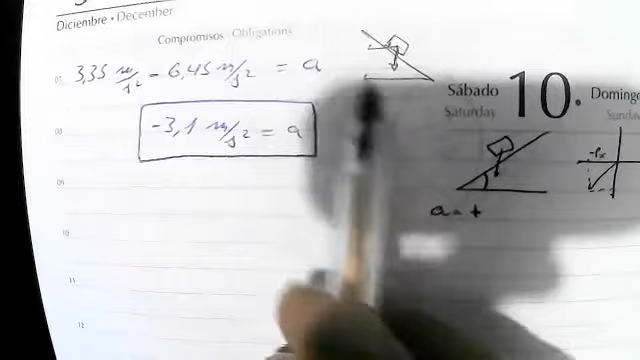 Diciembre • December
Compromisos · Obligations
07
3,35 m/s² - 6,45 m/s² = a
08
-3,1 m/s² = a
09
10
11
12
Sábado
Saturday
10.
Doming
Sunda
-Px
a = +